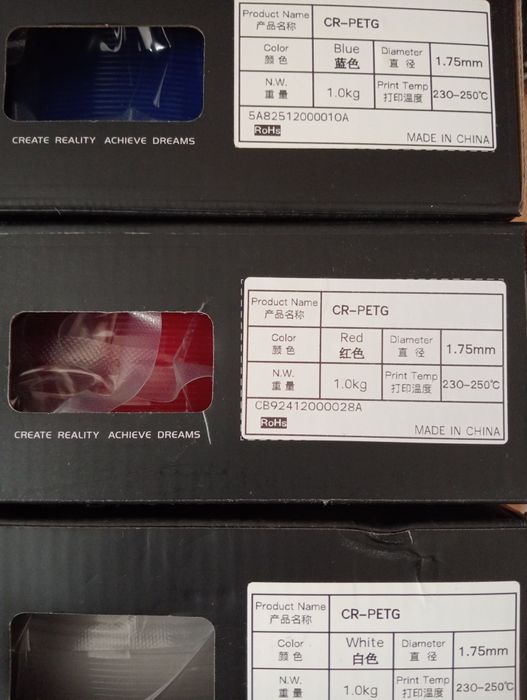 Product Name
产品名称
CR-PETG
Color
颜色
Blue
蓝色
Diameter
直径
1.75mm
N.W.
重量
1.0kg
Print Temp
打印温度
230-250℃
5A82512000010A
RoHs
MADE IN CHINA
CREATE REALITY ACHIEVE DREAMS
Product Name
产品名称
CR-PETG
Color
颜色
Red
红色
Diameter
直径
1.75mm
N.W.
重量
1.0kg
Print Temp
打印温度
230-250℃
CB92412000028A
RoHs
MADE IN CHINA
CREATE REALITY ACHIEVE DREAMS
Product Name
产品名称
CR-PETG
Color
颜色
White
白色
Diameter
直径
1.75mm
N.W.
重量
1.0kg
Print Temp
打印温度
230-250℃